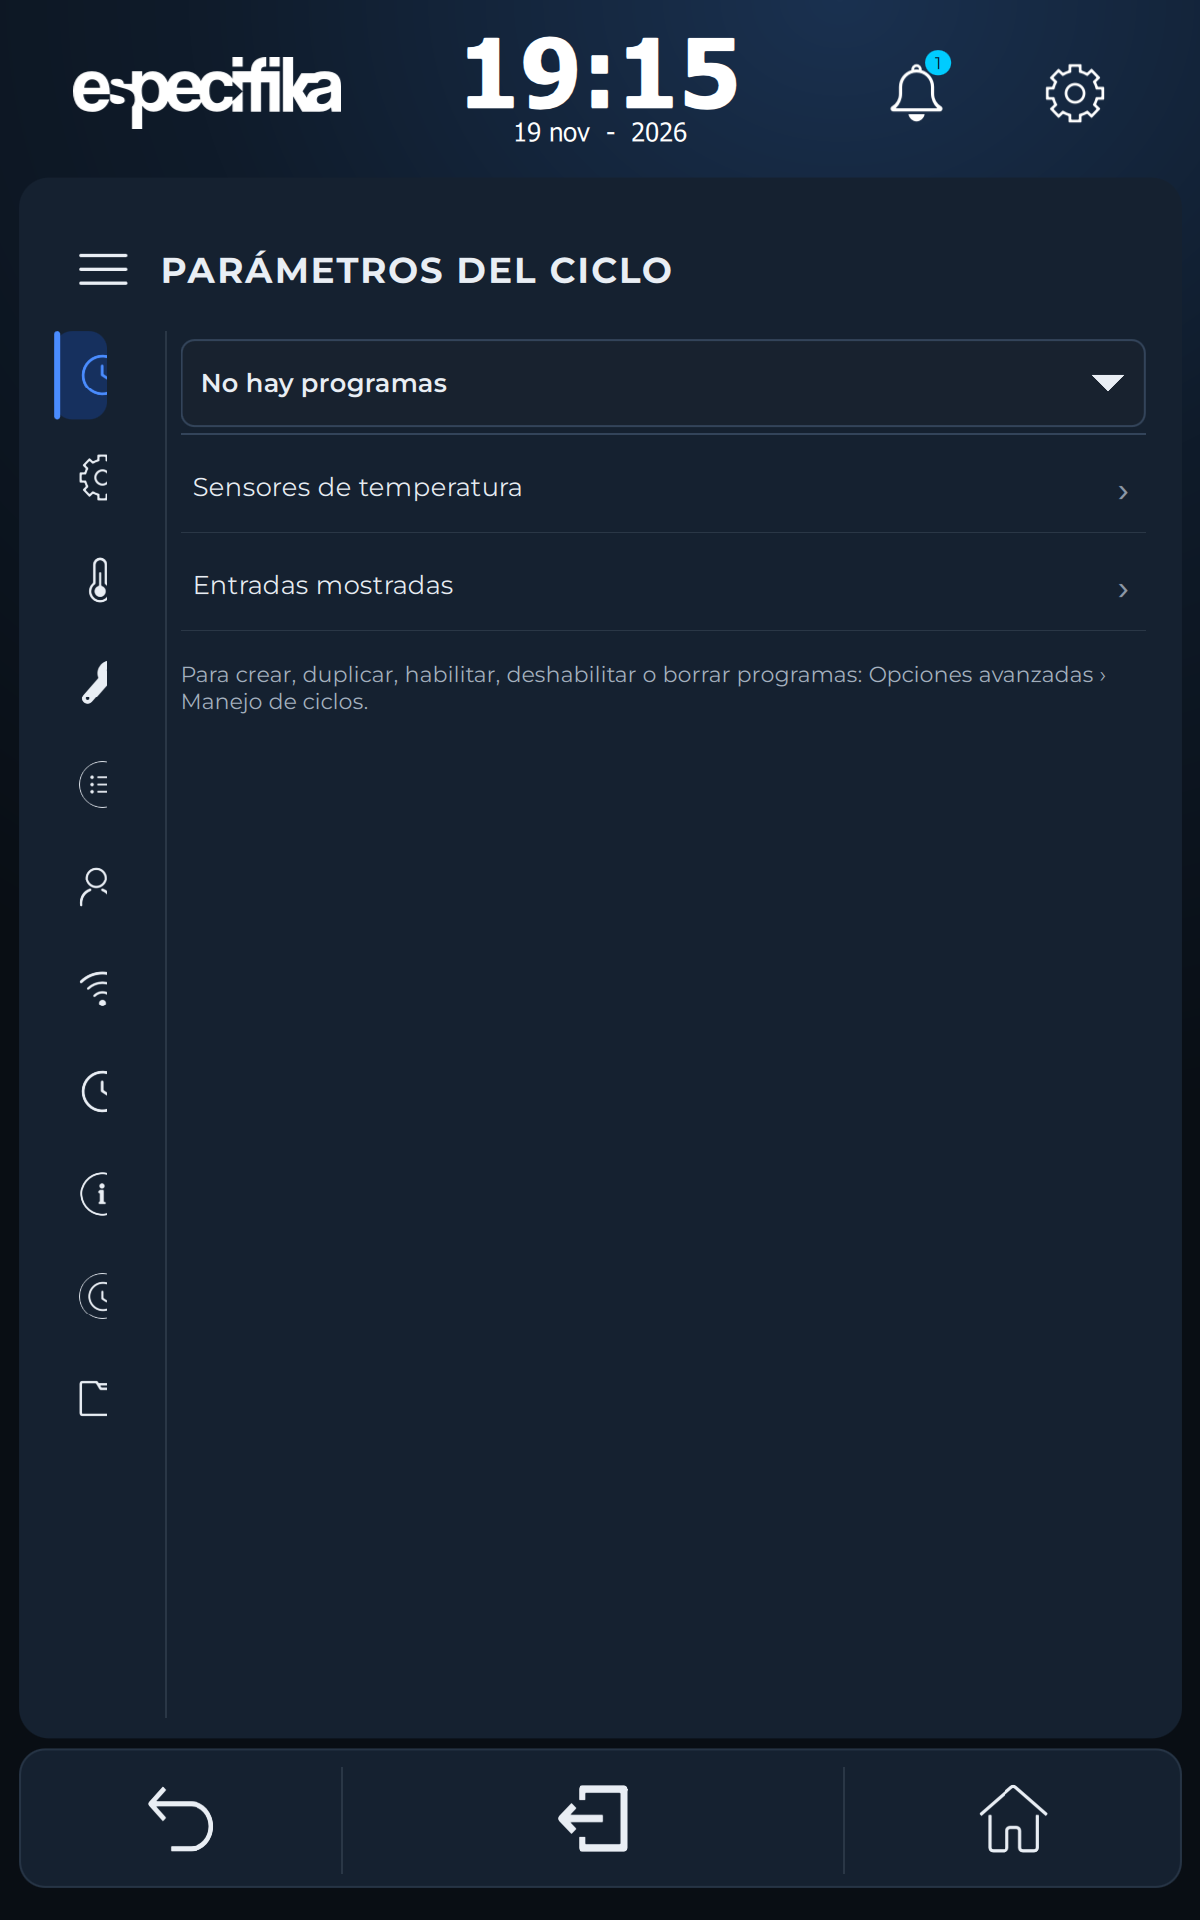 especifika
19:15
19 nov - 2026
1
PARÁMETROS DEL CICLO
No hay programas
Sensores de temperatura ›
Entradas mostradas ›
Para crear, duplicar, habilitar, deshabilitar o borrar programas: Opciones avanzadas ›
Manejo de ciclos.